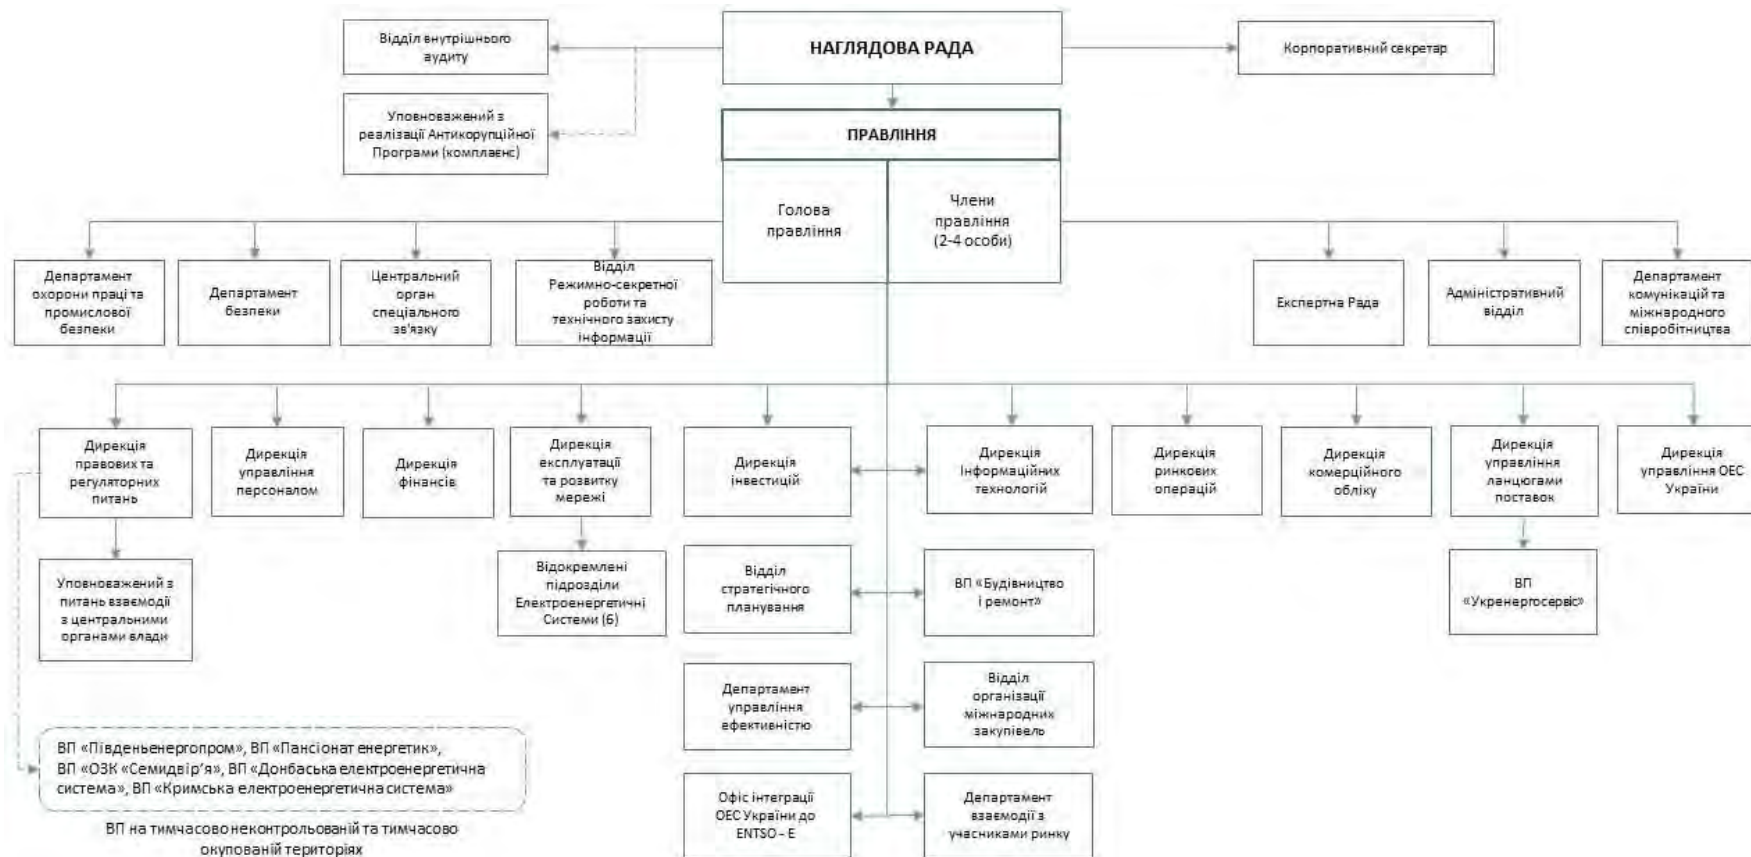 Відділ внутрішнього
аудиту
НАГЛЯДОВА РАДА
Корпоративний секретар
Уповноважений з
реалізації Антикорупційної
Програми (комплаєнс)
ПРАВЛІННЯ
Голова
правління
Члени
правління
(2-4 особи)
Департамент
охорони праці та
промислової
безпеки
Департамент
безпеки
Центральний
орган
спеціального
зв'язку
Відділ
Режимно-секретної
роботи та
технічного захисту
інформації
Експертна Рада
Адміністративний
відділ
Департамент
комунікацій та
міжнародного
співробітництва
Дирекція
правових та
регуляторних
питань
Дирекція
управління
персоналом
Дирекція
фінансів
Дирекція
експлуатації
та розвитку
мережі
Дирекція
інвестицій
Дирекція
Інформаційних
технологій
Дирекція
ринкових
операцій
Дирекція
комерційного
обліку
Дирекція
управління
ланцюгами
поставок
Дирекція
управління ОЕС
України
Уповноважений з
питань взаємодії
з центральними
органами влади
Відокремлені
підрозділи
Електроенергетичні
Системи (6)
Відділ
стратегічного
планування
ВП «Будівництво
і ремонт»
ВП
«Укренергосервіс»
Департамент
управління
ефективністю
Відділ
організації
міжнародних
закупівель
ВП «Південьенергопром», ВП «Пансіонат енергетик»,
ВП «ОЗК «Семидвір'я», ВП «Донбаська електроенергетична
система», ВП «Кримська електроенергетична система»
ВП на тимчасово неконтрольованій та тимчасово
окупованій територіях
Офіс інтеграції
ОЕС України до
ENTSO - E
Департамент
взаємодії з
учасниками ринку